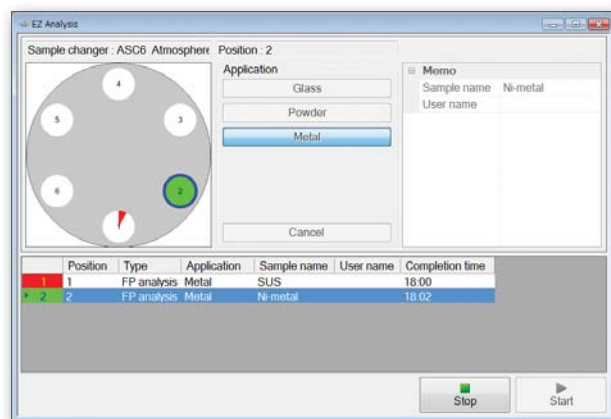 EZ Analysis
Sample changer : ASC6 Atmosphere Position : 2
4
5
3
6
2
Application
Glass
Powder
Metal
Cancel
Memo
Sample name Ni-metal
User name
Position Type Application Sample name User name Completion time
1 1 FP analysis Metal SUS 18:00
2 2 FP analysis Metal Ni-metal 18:02
Stop Start